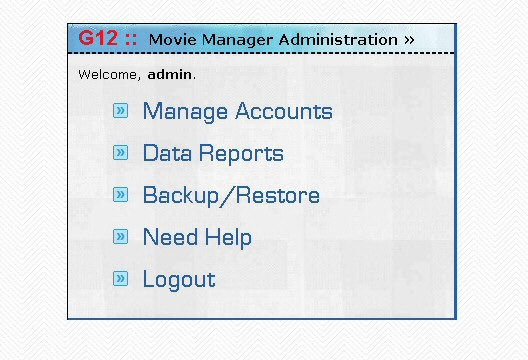 G12 :: Movie Manager Administration »
Welcome, admin.
» Manage Accounts
» Data Reports
» Backup/Restore
» Need Help
» Logout